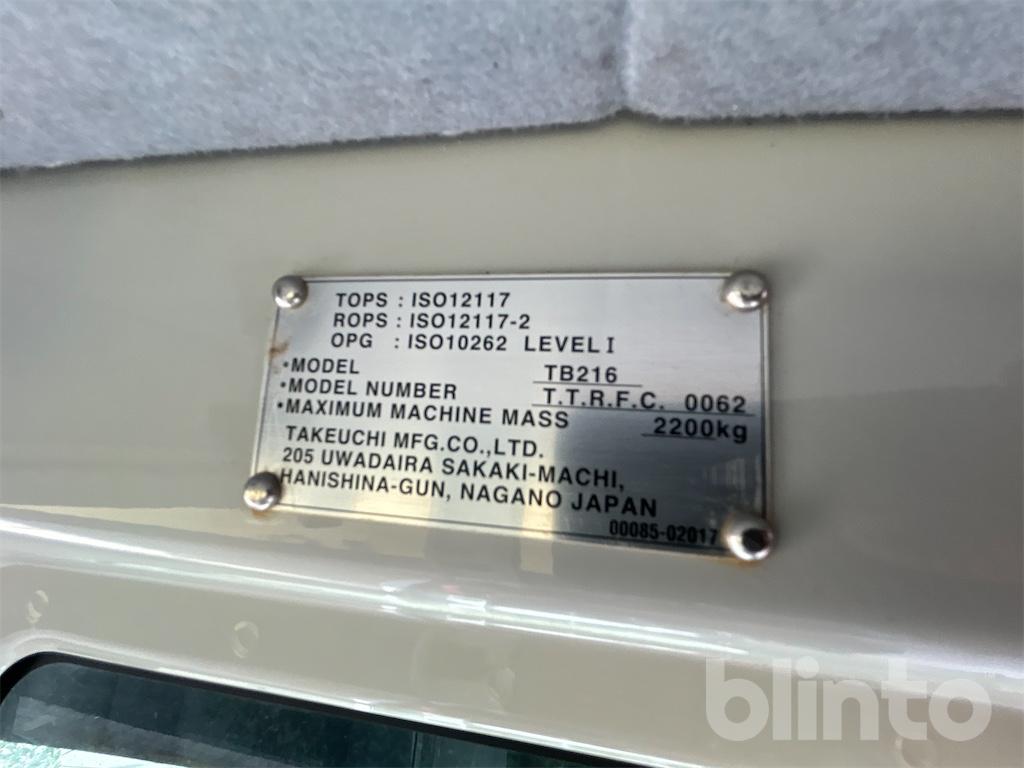 TOPS : ISO12117
ROPS : ISO12117-2
OPG : ISO10262 LEVEL I
•MODEL TB216
•MODEL NUMBER T.T.R.F.C. 0062
•MAXIMUM MACHINE MASS 2200kg
TAKEUCHI MFG.CO.,LTD.
205 UWADAIRA SAKAKI-MACHI,
HANISHINA-GUN, NAGANO JAPAN
00085-02017
blinto